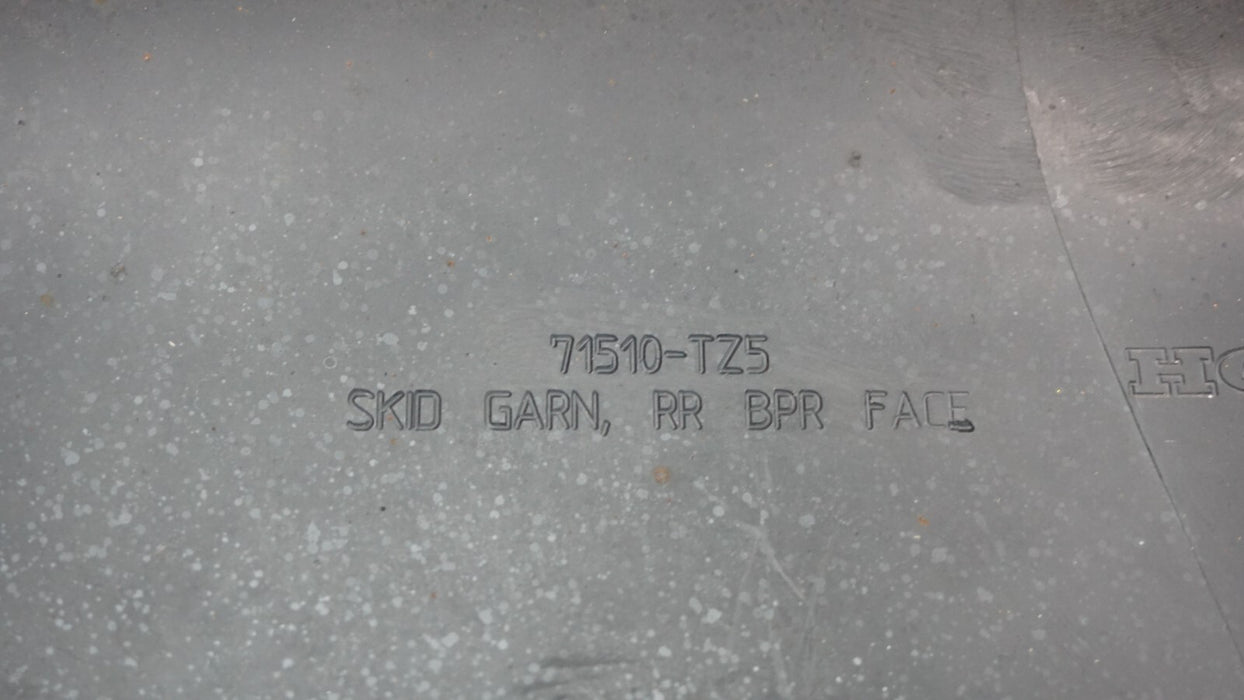 71510-TZ5
SKID GARN, RR BPR FACE